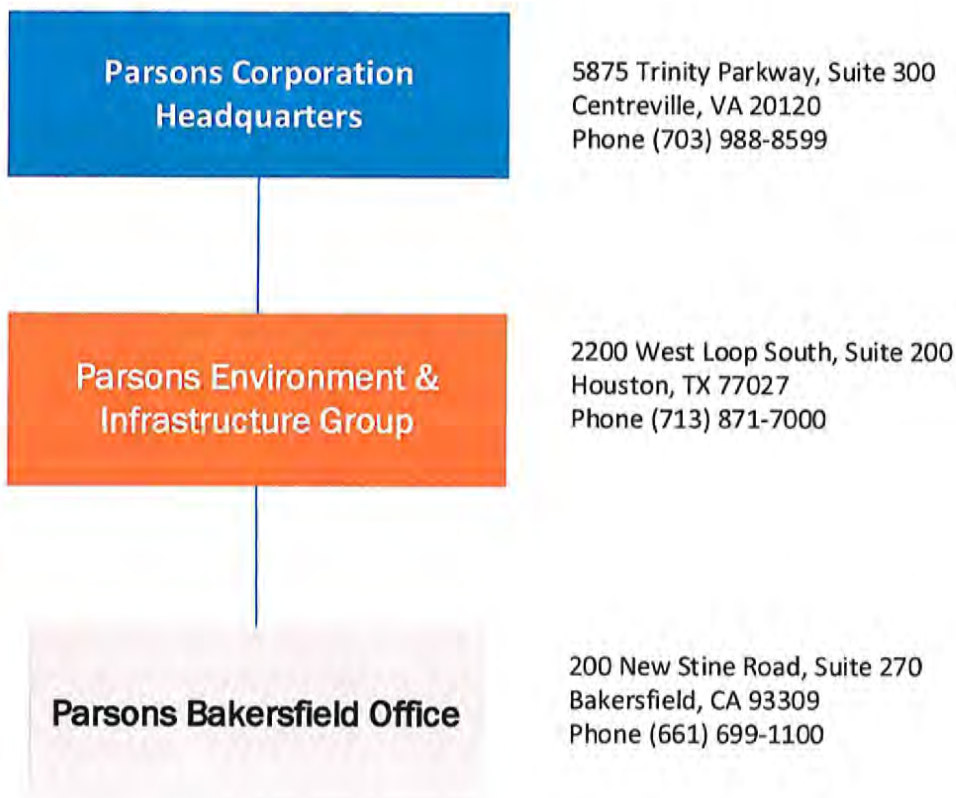 Parsons Corporation
Headquarters
5875 Trinity Parkway, Suite 300
Centreville, VA 20120
Phone (703) 988-8599
Parsons Environment &
Infrastructure Group
2200 West Loop South, Suite 200
Houston, TX 77027
Phone (713) 871-7000
Parsons Bakersfield Office
200 New Stine Road, Suite 270
Bakersfield, CA 93309
Phone (661) 699-1100